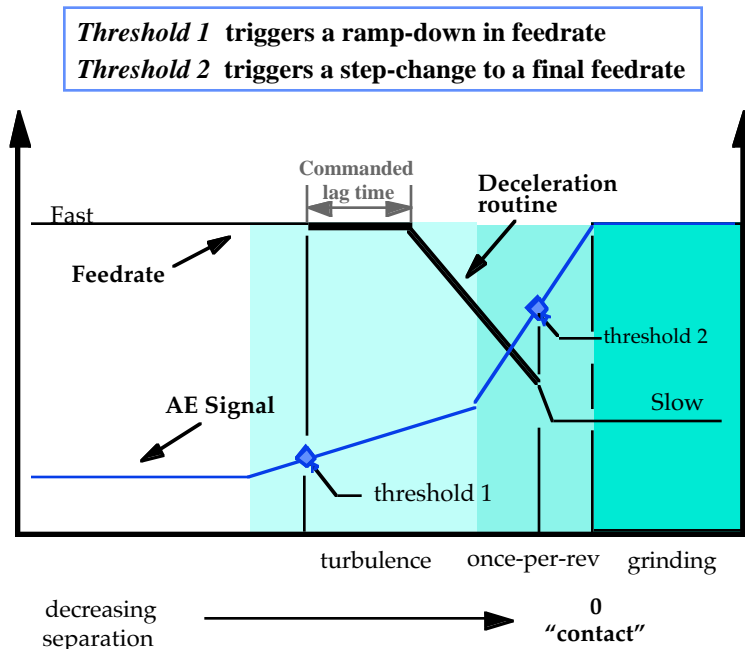 Threshold 1 triggers a ramp-down in feedrate
Threshold 2 triggers a step-change to a final feedrate
Commanded
lag time
Deceleration
routine
Fast
Feedrate
threshold 2
AE Signal
Slow
threshold 1
turbulence
once-per-rev
grinding
decreasing
separation
0
“contact”